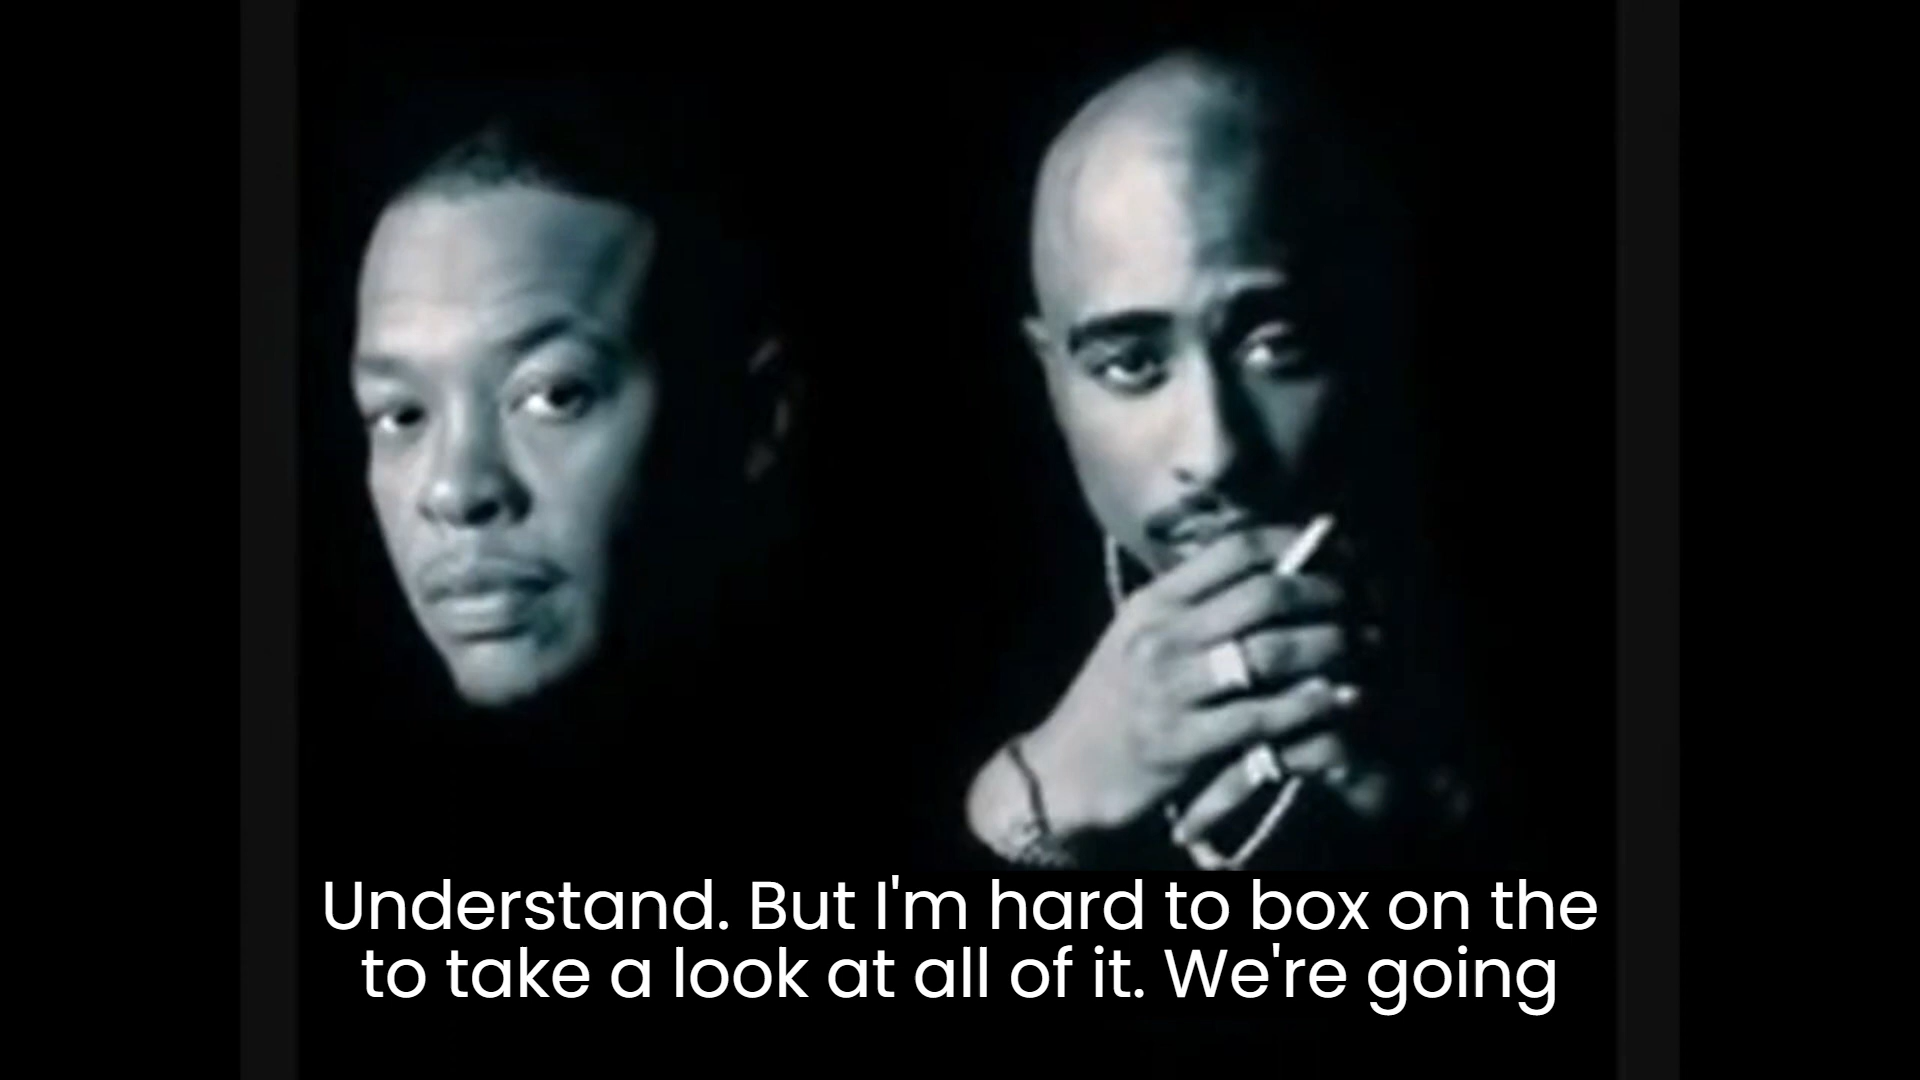 Understand. But I'm hard to box on the
to take a look at all of it. We're going